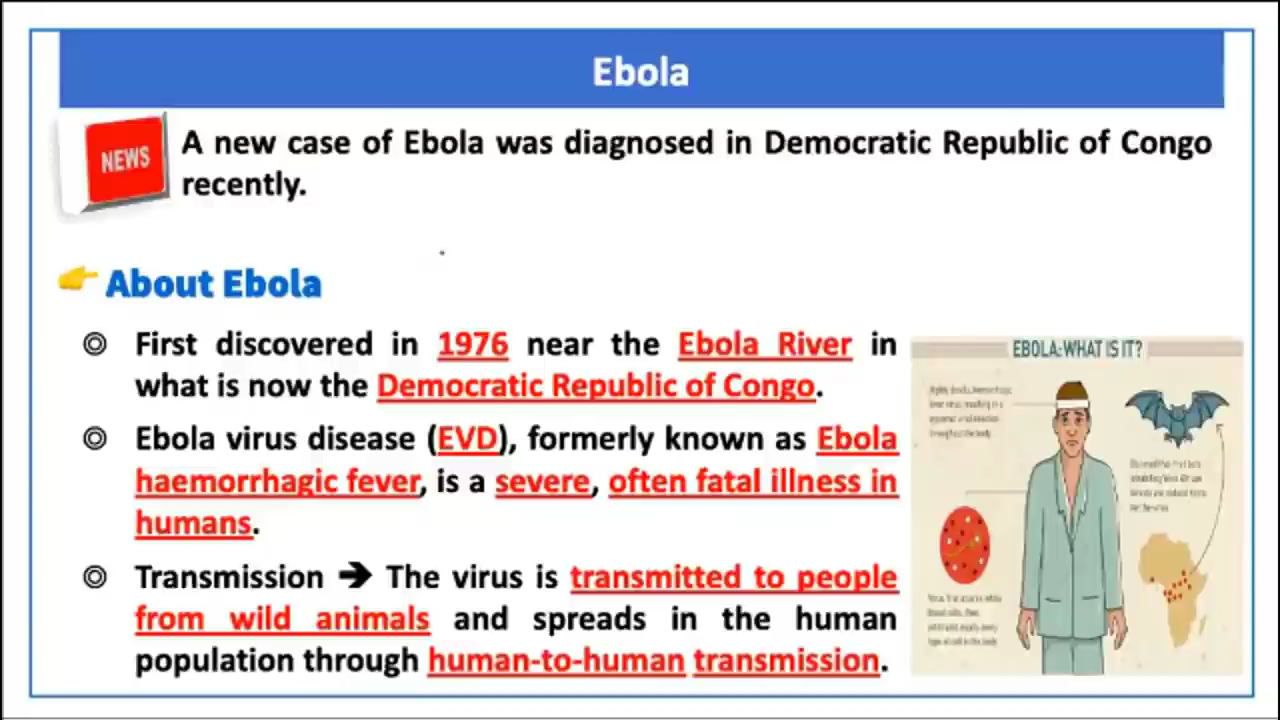 Ebola
NEWS
A new case of Ebola was diagnosed in Democratic Republic of Congo
recently.
About Ebola
First discovered in 1976 near the Ebola River in
what is now the Democratic Republic of Congo.
Ebola virus disease (EVD), formerly known as Ebola
haemorrhagic fever, is a severe, often fatal illness in
humans.
Transmission ➔ The virus is transmitted to people
from wild animals and spreads in the human
population through human-to-human transmission.
EBOLA: WHAT IS IT?